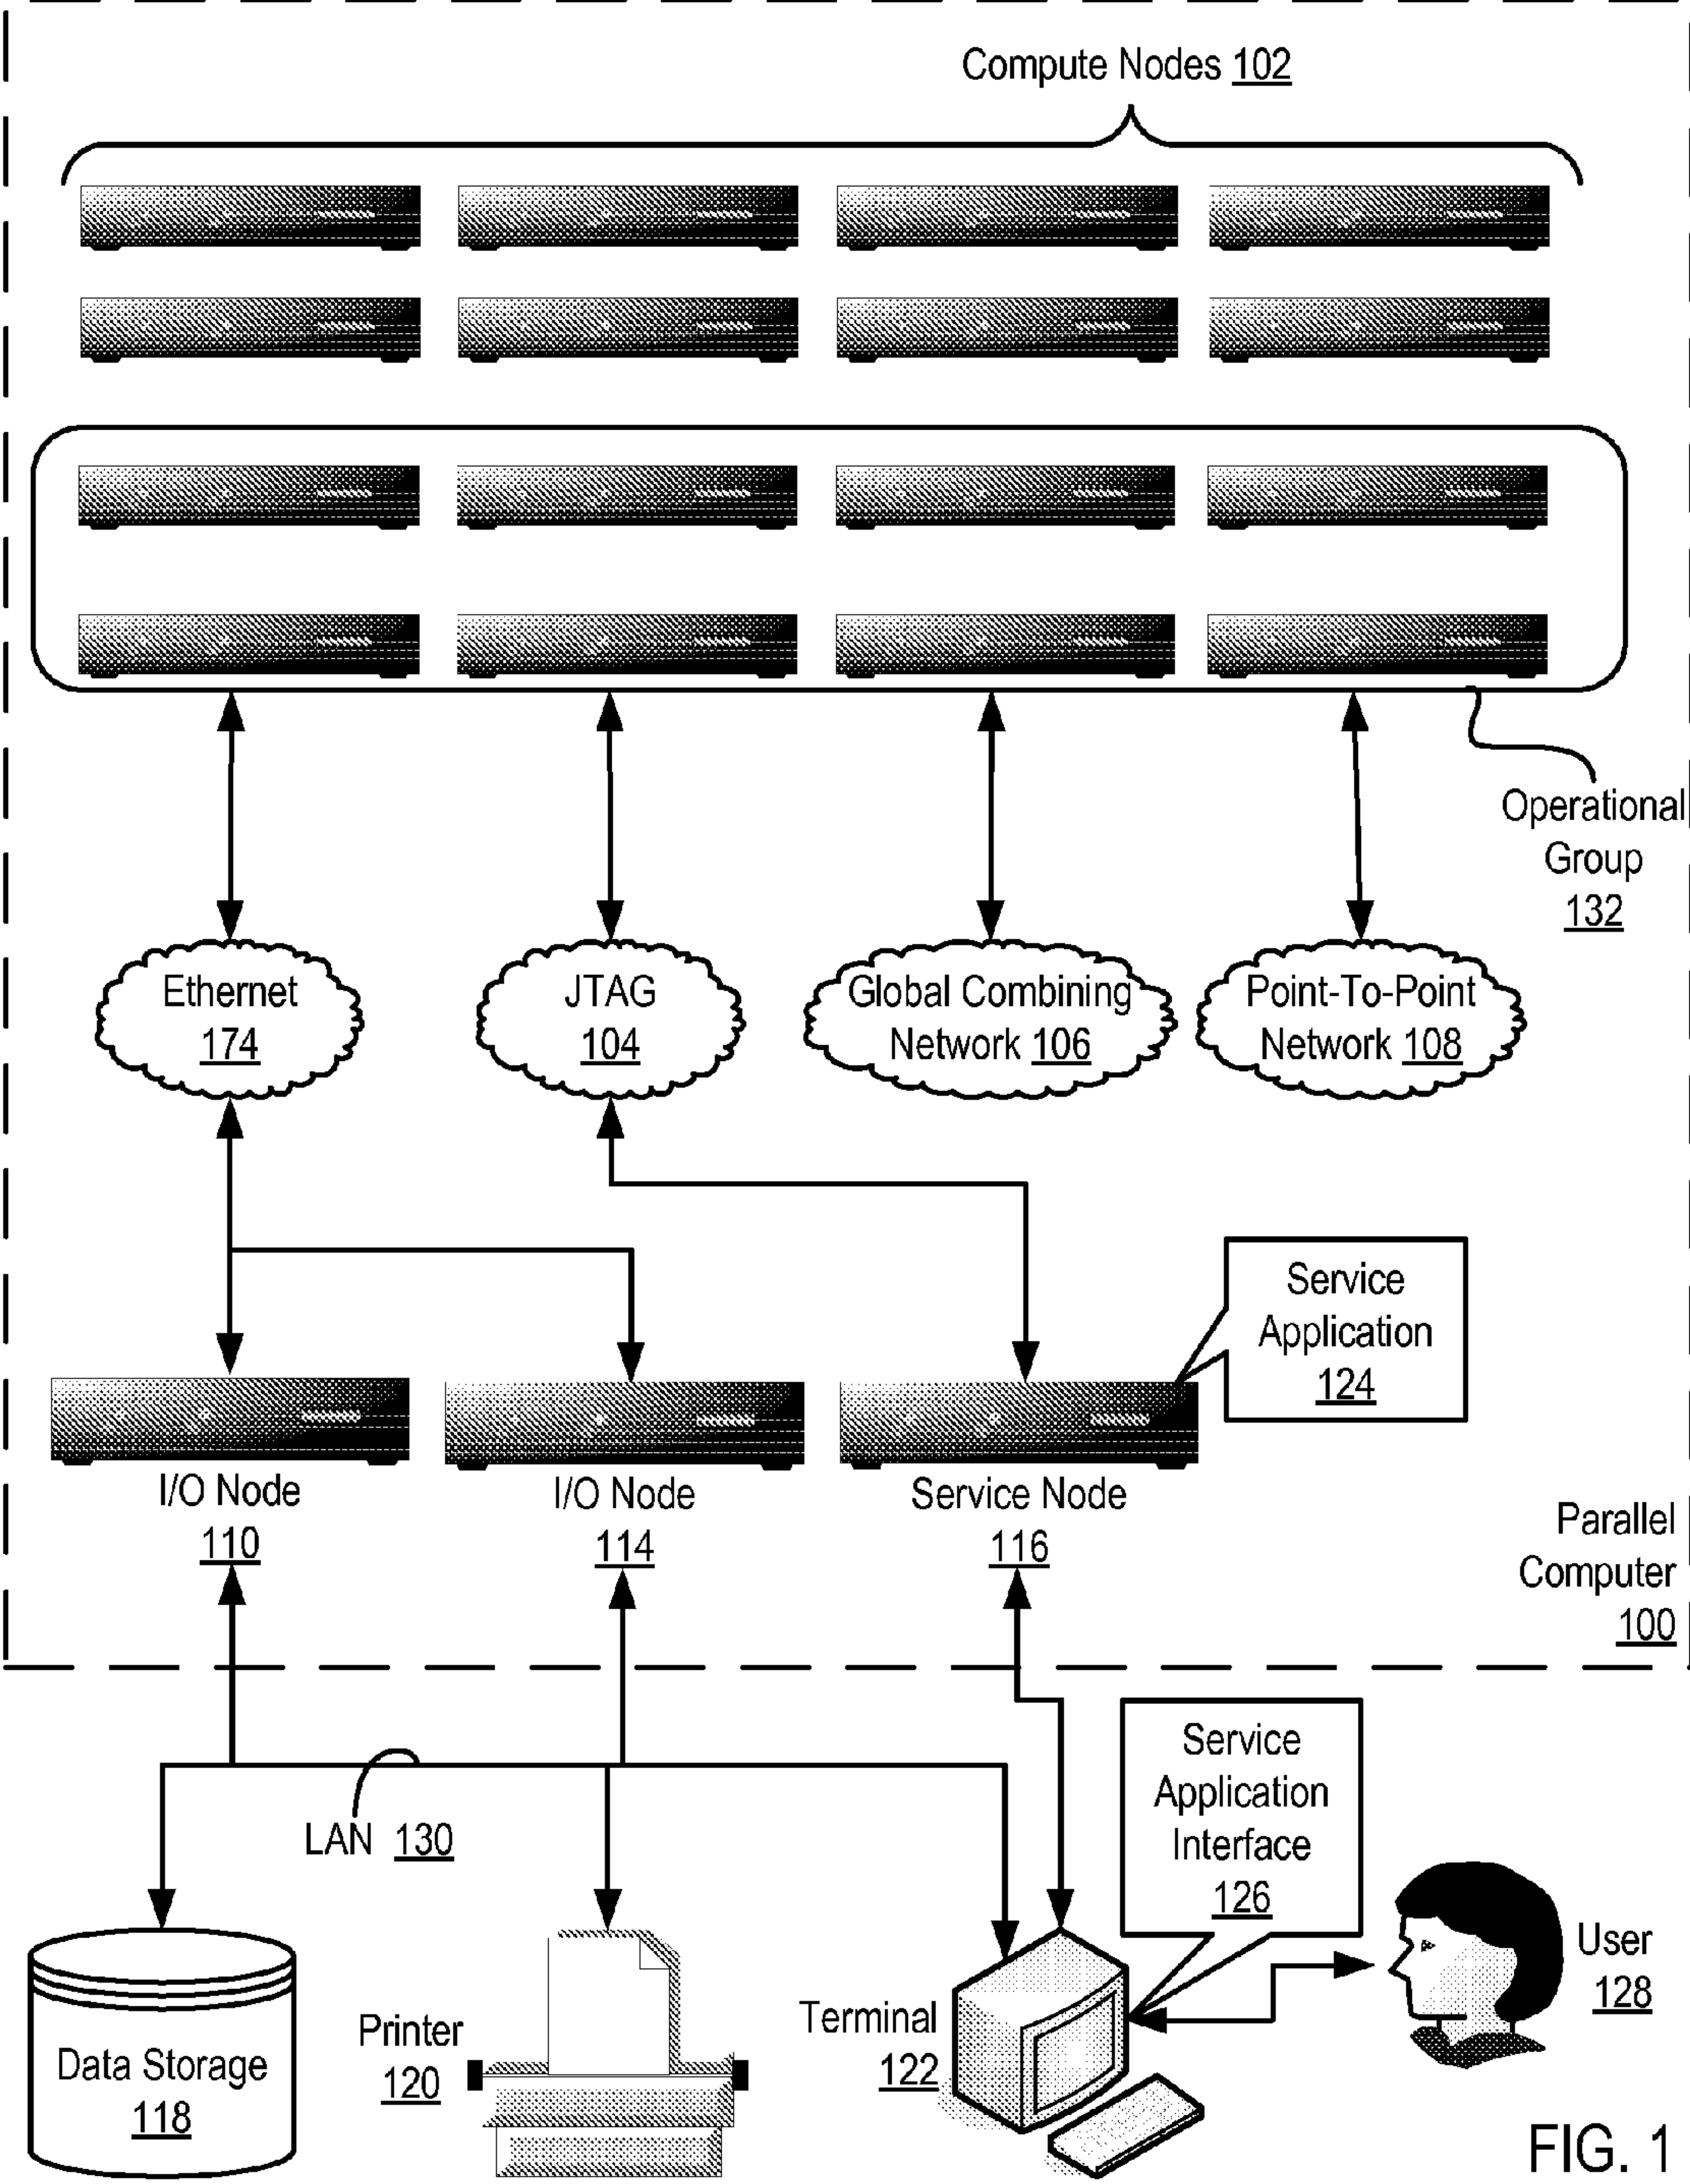 Compute Nodes 102
Operational
Group
132
Ethernet
174
JTAG
104
Global Combining
Network 106
Point-To-Point
Network 108
Service
Application
124
I/O Node
110
I/O Node
114
Service Node
116
Parallel
Computer
100
LAN 130
Service
Application
Interface
126
Data Storage
118
Printer
120
Terminal
122
User
128
FIG. 1